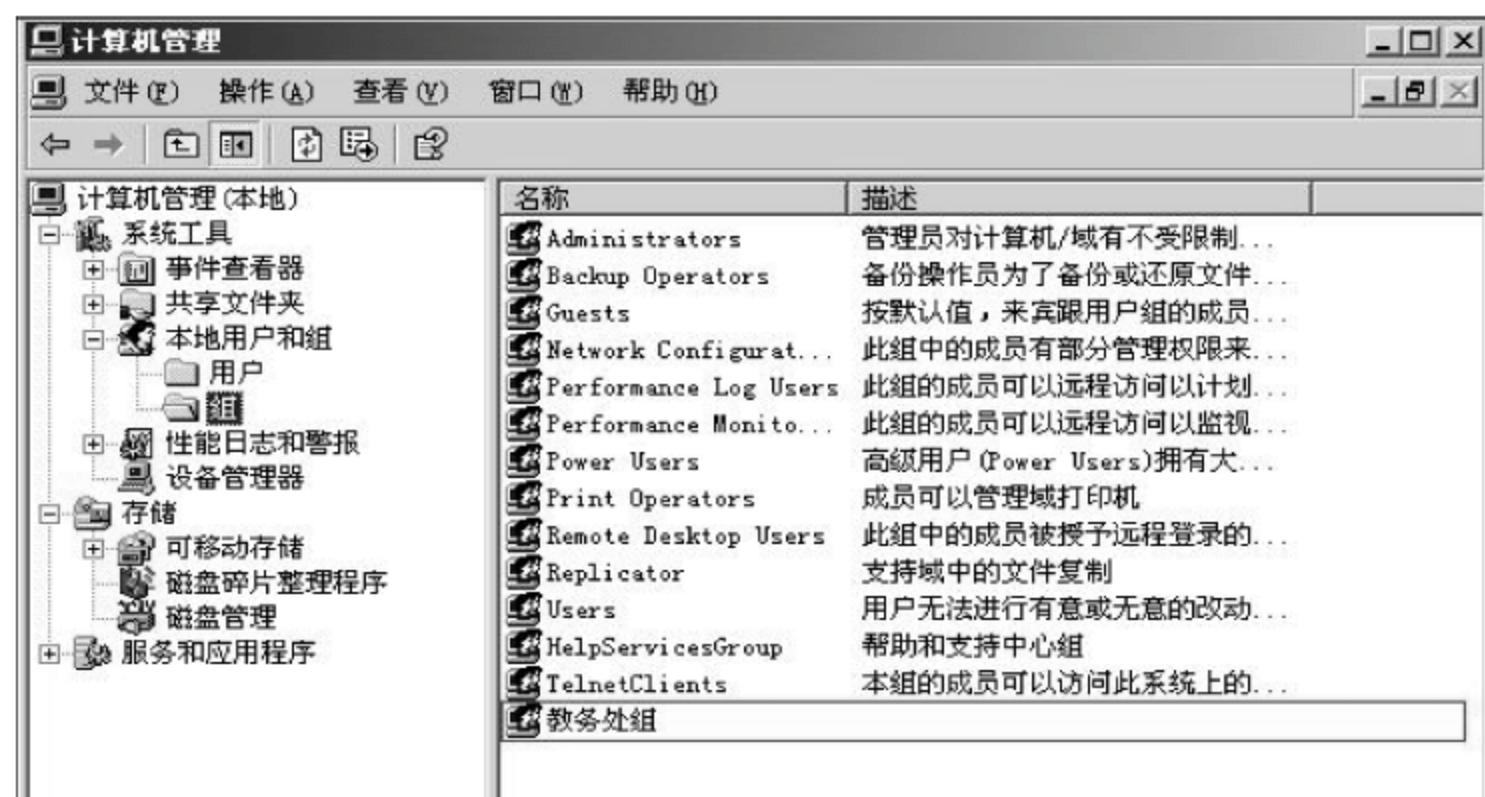 计算机管理
文件(F) 操作(A) 查看(V) 窗口(W) 帮助(H)
计算机管理(本地)
系统工具
事件查看器
共享文件夹
本地用户和组
用户
组
性能日志和警报
设备管理器
存储
可移动存储
磁盘碎片整理程序
磁盘管理
服务和应用程序
名称 描述
Administrators 管理员对计算机/域有不受限制...
Backup Operators 备份操作员为了备份或还原文件...
Guests 按默认值，来宾跟用户组的成员...
Network Configurat... 此组中的成员有部分管理权限来...
Performance Log Users 此组的成员可以远程访问以计划...
Performance Monito... 此组的成员可以远程访问以监视...
Power Users 高级用户(Power Users)拥有大...
Print Operators 成员可以管理域打印机
Remote Desktop Users 此组中的成员被授予远程登录的...
Replicator 支持域中的文件复制
Users 用户无法进行有意或无意的改动...
HelpServicesGroup 帮助和支持中心组
TelnetClients 本组的成员可以访问此系统上的...
教务处组